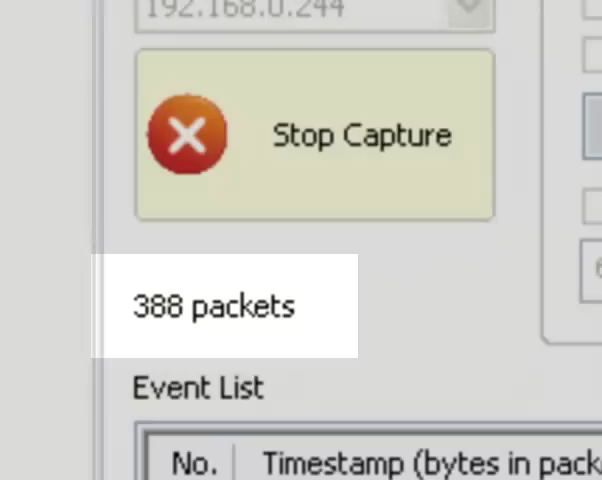 192.168.0.244
Stop Capture
388 packets
Event List
No.
Timestamp (bytes in pack